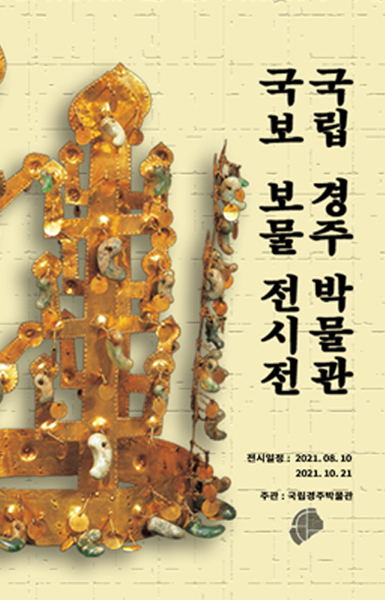 국립 경주 박물관
국보 보물 전시전
전시일정 : 2021. 08. 10
2021. 10. 21
주관 : 국립경주박물관